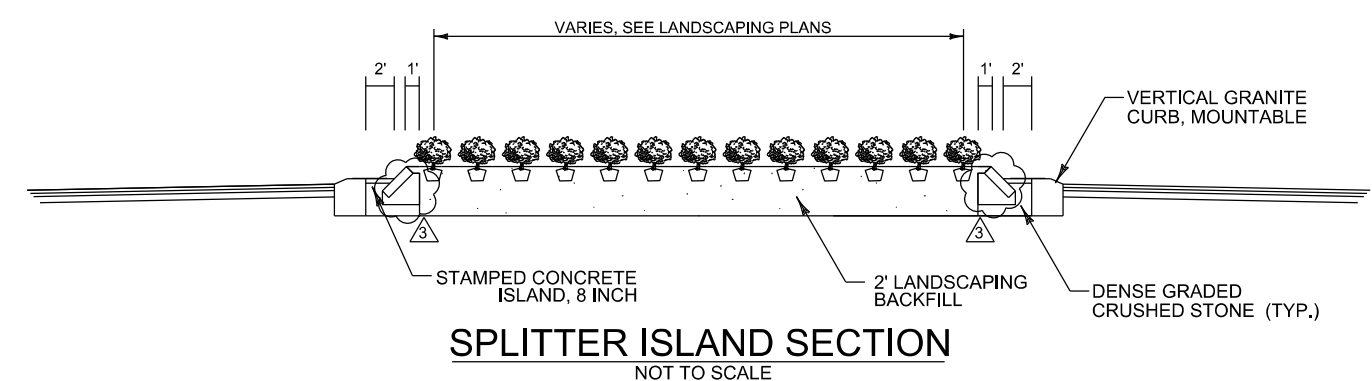 VARIES, SEE LANDSCAPING PLANS
2' 1' 1' 2'
VERTICAL GRANITE
CURB, MOUNTABLE
3 3
STAMPED CONCRETE
ISLAND, 8 INCH
2' LANDSCAPING
BACKFILL
DENSE GRADED
CRUSHED STONE (TYP.)
SPLITTER ISLAND SECTION
NOT TO SCALE